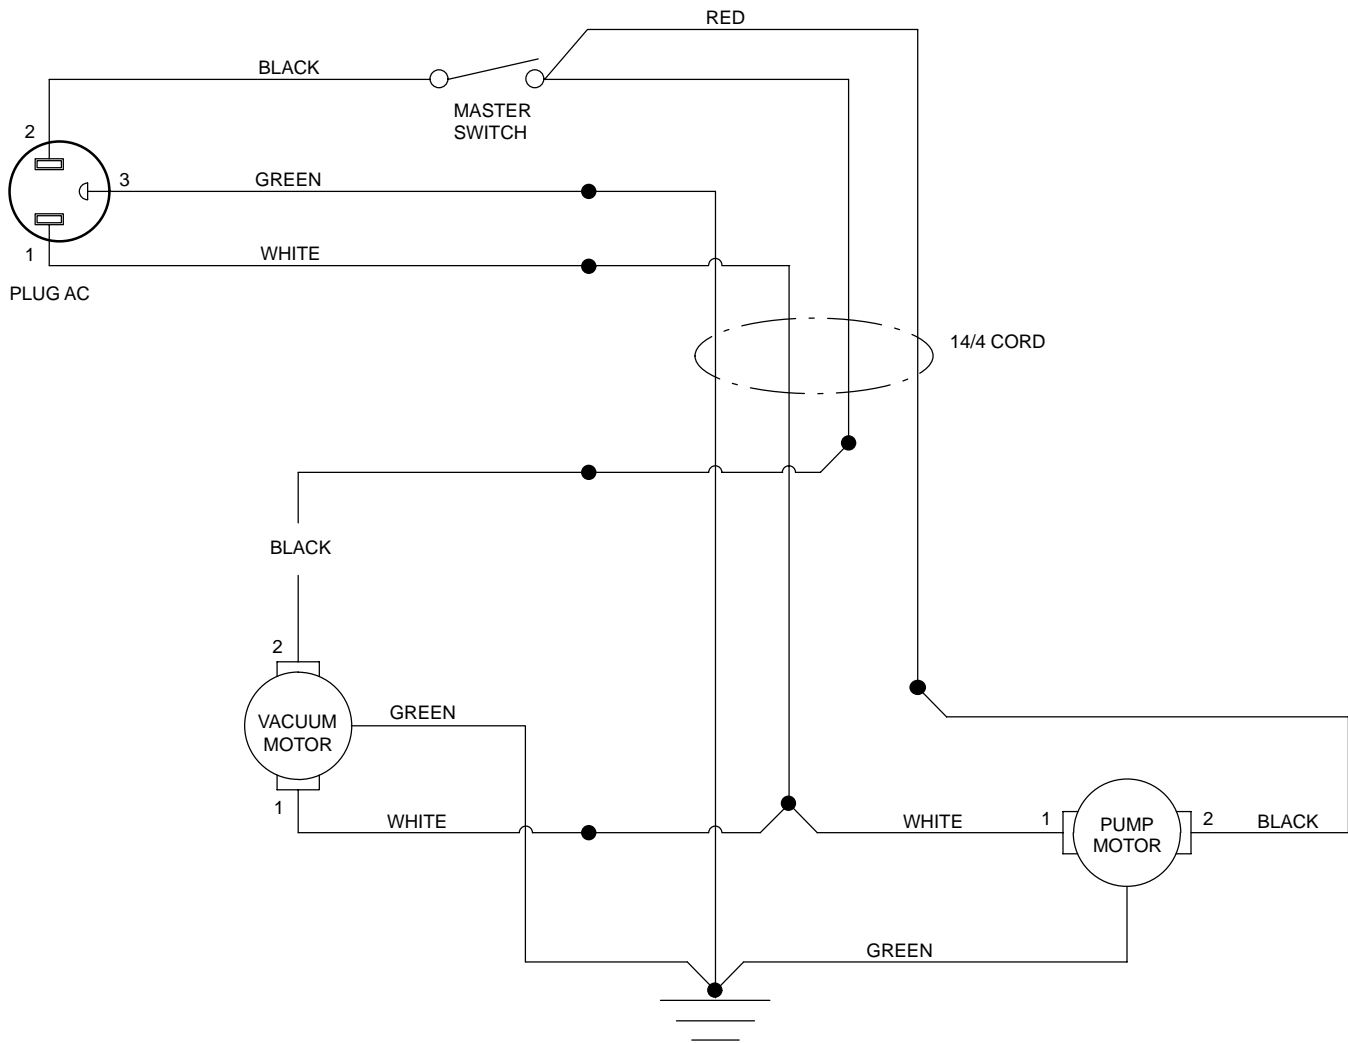 RED
BLACK
MASTER
SWITCH
2
3
GREEN
1
WHITE
PLUG AC
14/4 CORD
BLACK
2
VACUUM
MOTOR
GREEN
1
WHITE
WHITE
1
PUMP
MOTOR
2
BLACK
GREEN